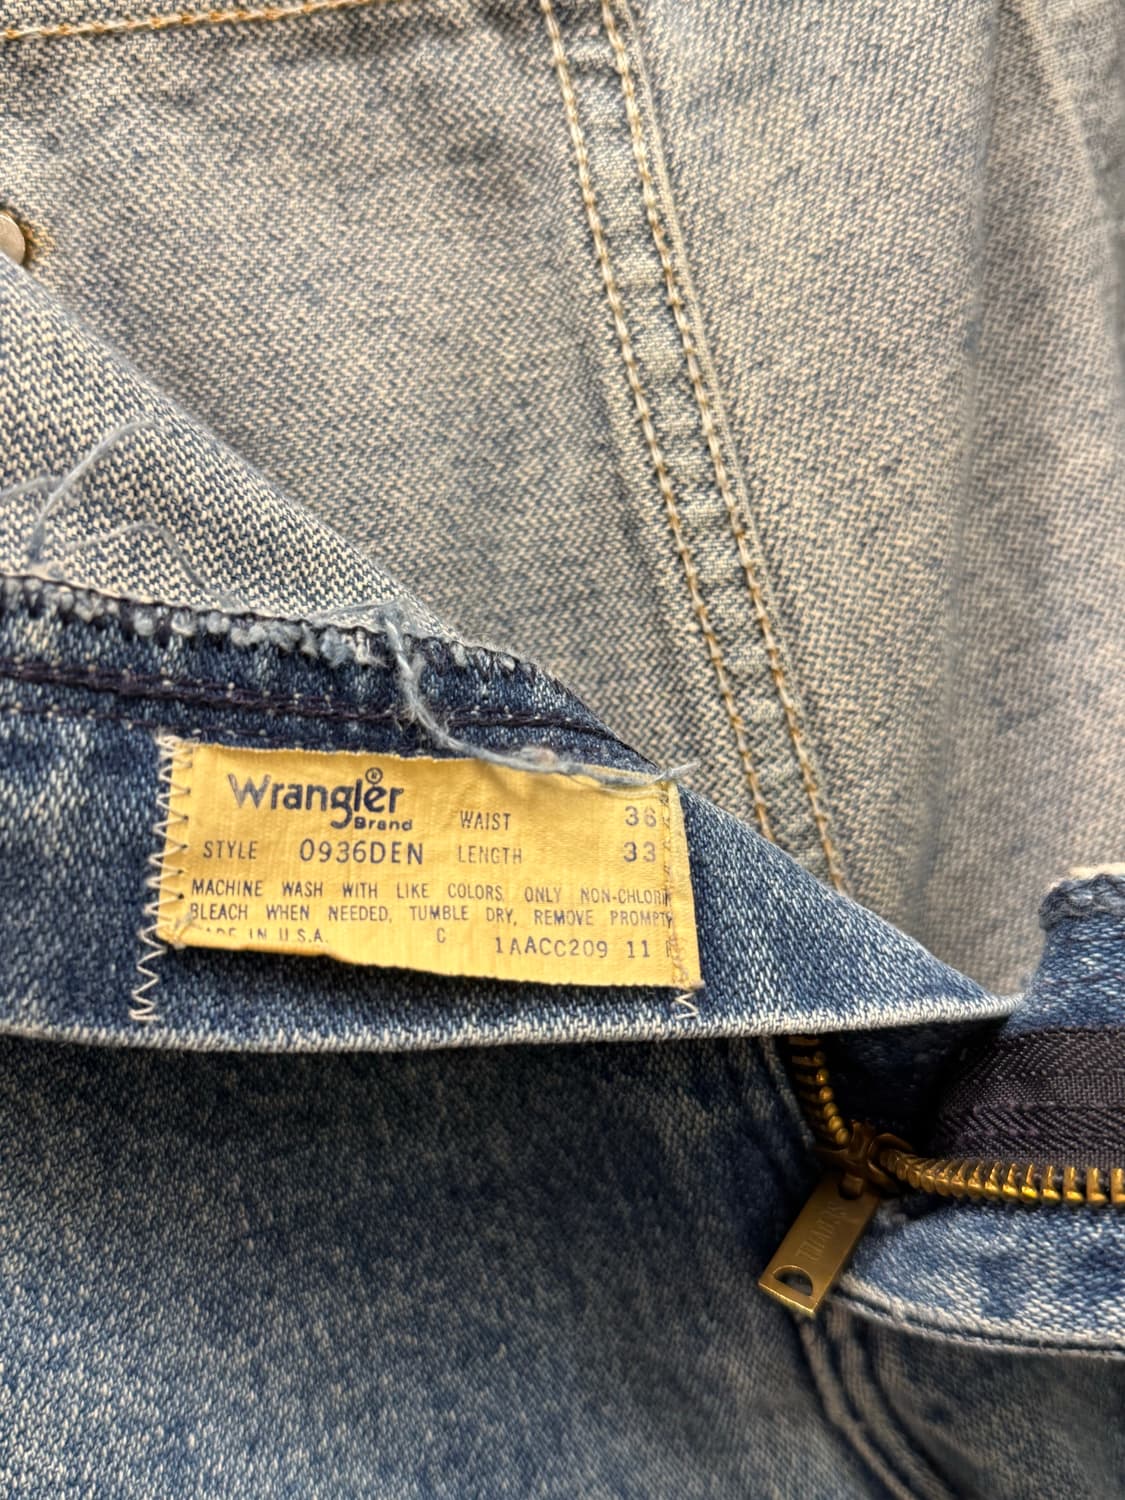 Wrangler®
Brand
WAIST 36
STYLE 0936DEN LENGTH 33
MACHINE WASH WITH LIKE COLORS, ONLY NON-CHLORI
BLEACH WHEN NEEDED, TUMBLE DRY, REMOVE PROMPT
IN U.S.A. C 1AACC209 11